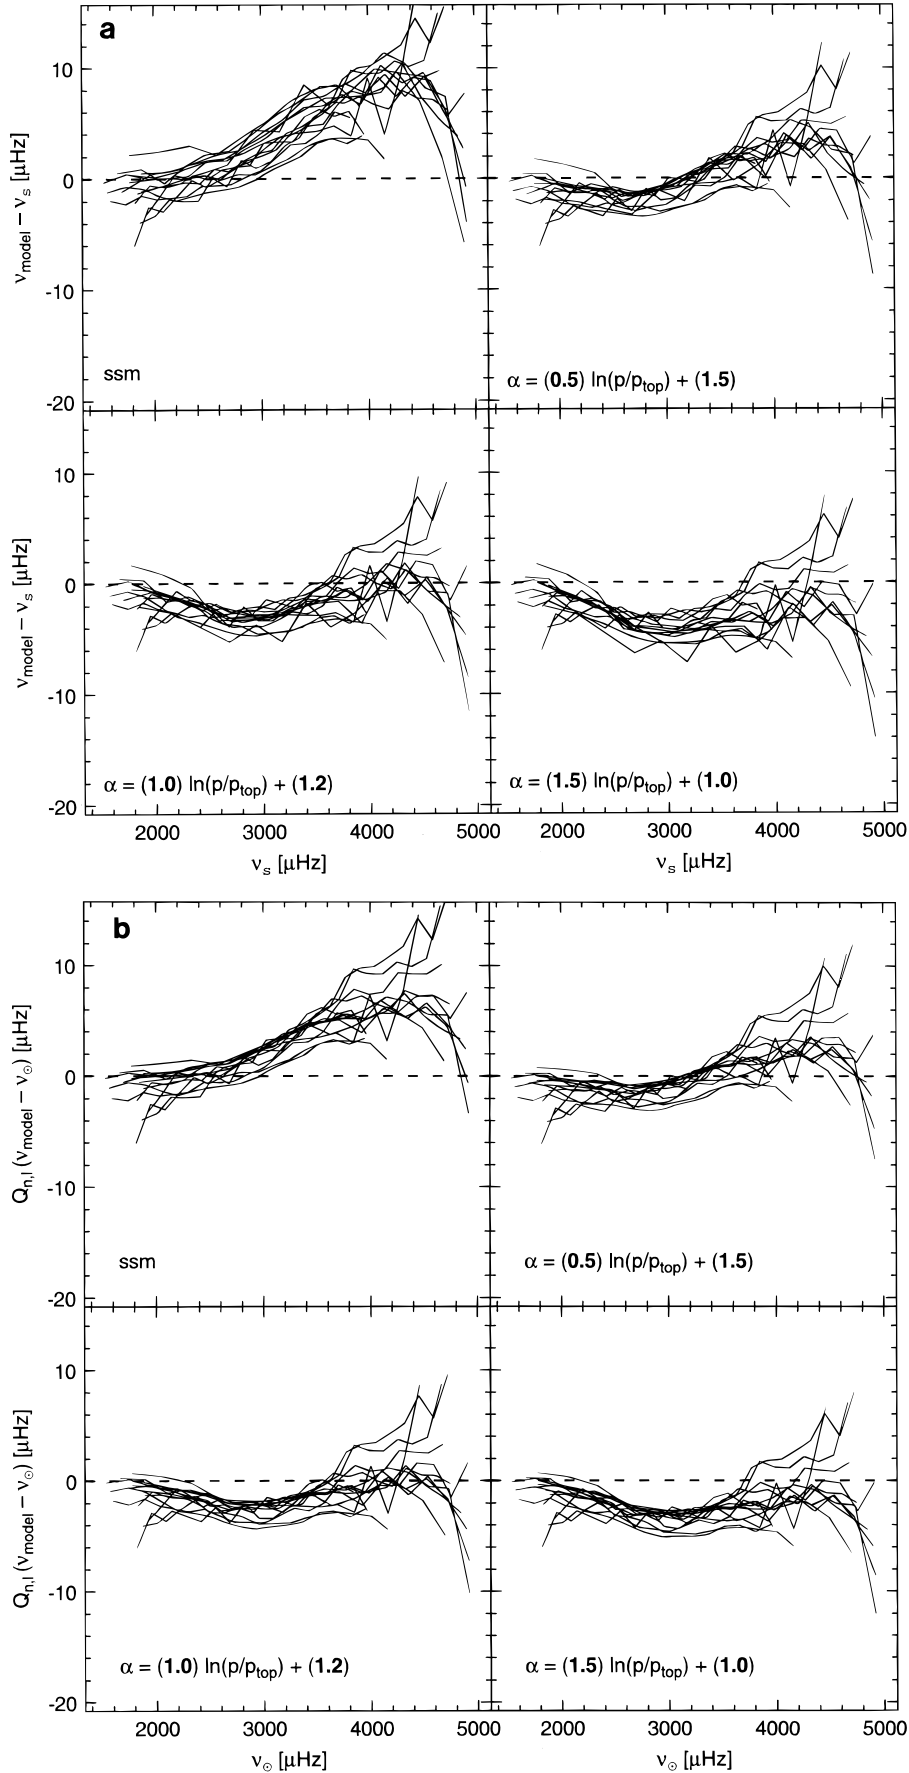 a
10
0
-10
-20
ν_model − ν_s [μHz]
ssm
α = (0.5) ln(p/p_top) + (1.5)
10
0
-10
-20
ν_model − ν_s [μHz]
α = (1.0) ln(p/p_top) + (1.2)
α = (1.5) ln(p/p_top) + (1.0)
2000 3000 4000 5000 2000 3000 4000 5000
ν_s [μHz] ν_s [μHz]
b
10
0
-10
-20
Q_n,l (ν_model − ν_⊙) [μHz]
ssm
α = (0.5) ln(p/p_top) + (1.5)
10
0
-10
-20
Q_n,l (ν_model − ν_⊙) [μHz]
α = (1.0) ln(p/p_top) + (1.2)
α = (1.5) ln(p/p_top) + (1.0)
2000 3000 4000 5000 2000 3000 4000 5000
ν_⊙ [μHz] ν_⊙ [μHz]